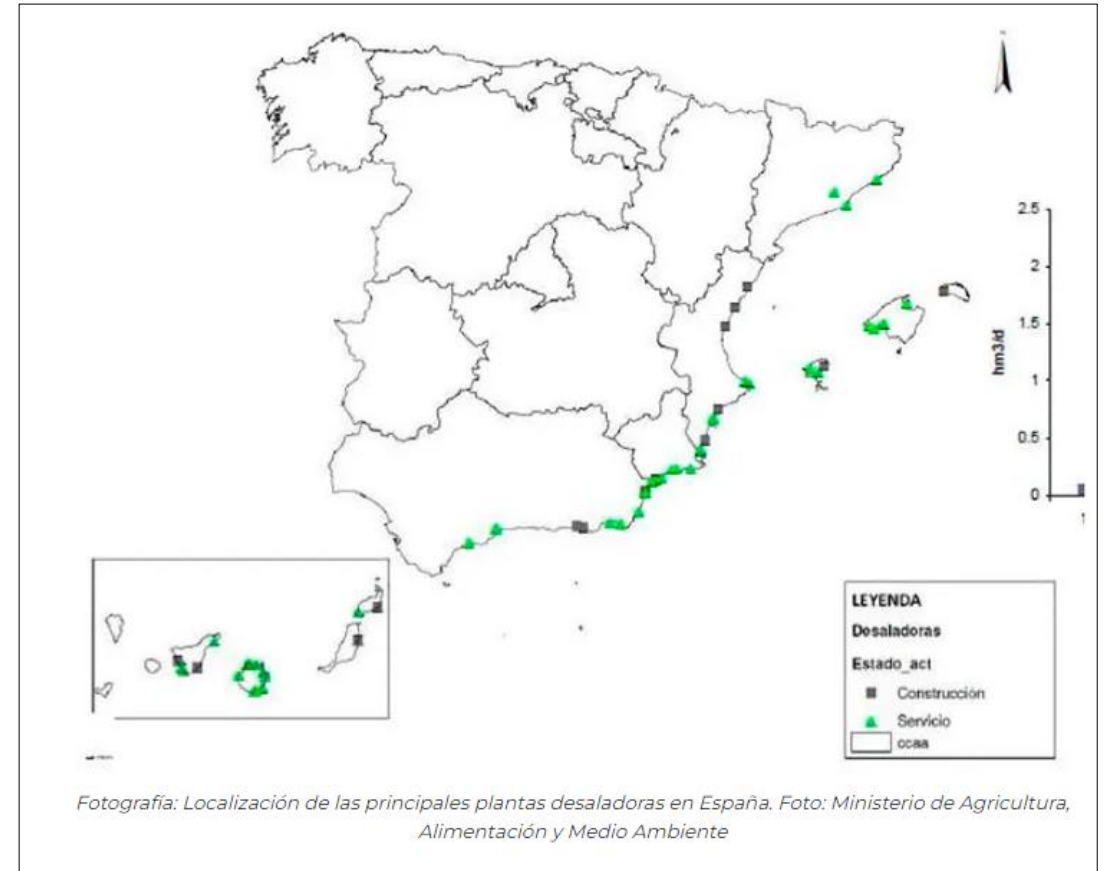 2.5
2
1.5
1
0.5
0
hm3/d
1
LEYENDA
Desaladoras
Estado_act
Construcción
Servicio
ccaa
Fotografía: Localización de las principales plantas desaladoras en España. Foto: Ministerio de Agricultura,
Alimentación y Medio Ambiente